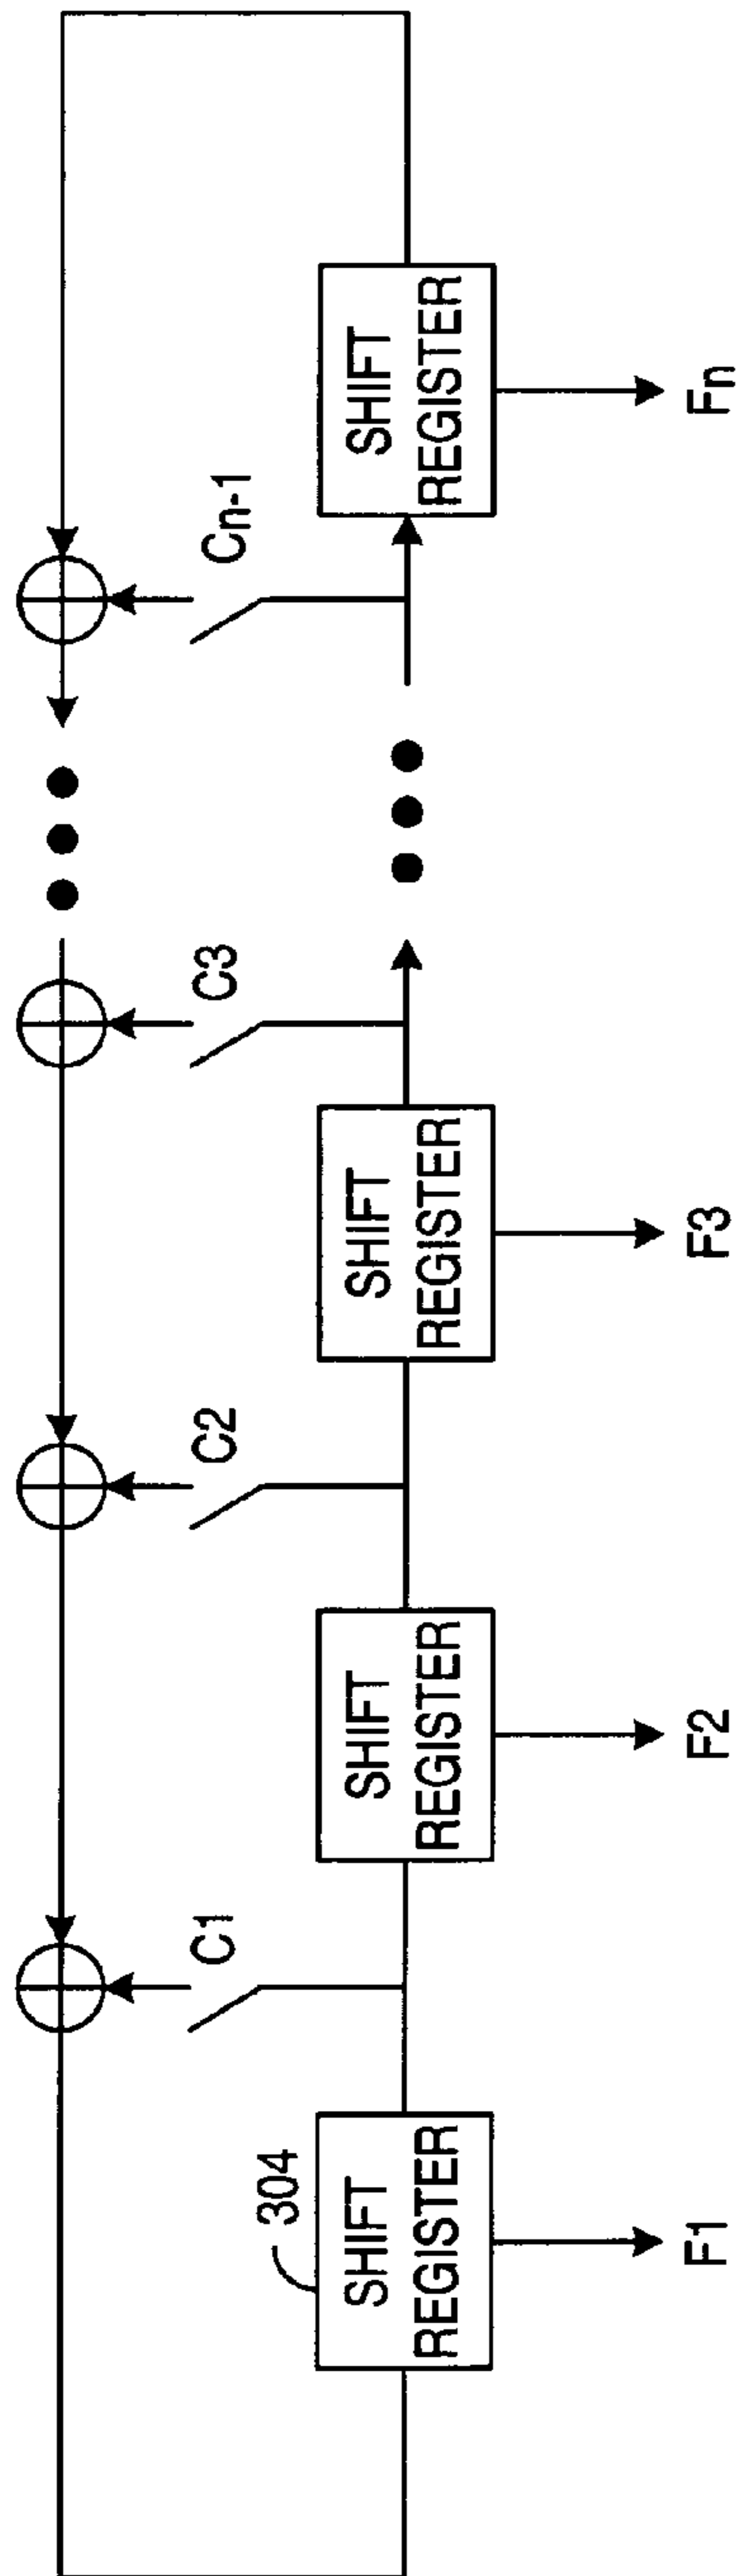 C1
C2
C3
Cn-1
304
SHIFT
REGISTER
SHIFT
REGISTER
SHIFT
REGISTER
SHIFT
REGISTER
F1
F2
F3
Fn